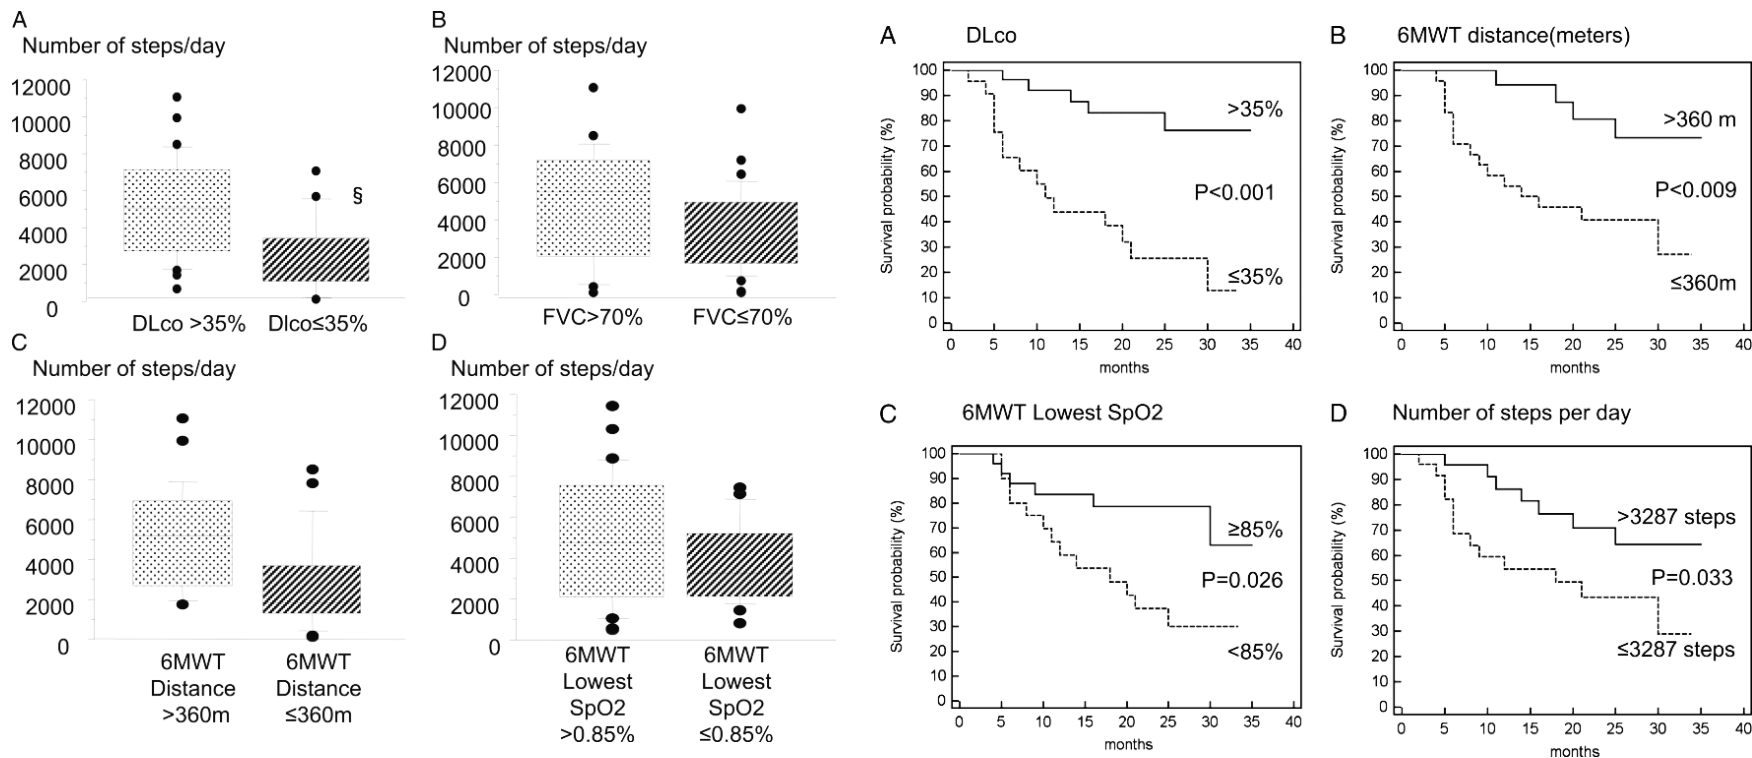 A
Number of steps/day
12000
10000
8000
6000
4000
2000
0
§
DLco >35%
Dlco≤35%
B
Number of steps/day
12000
10000
8000
6000
4000
2000
0
FVC>70%
FVC≤70%
C
Number of steps/day
12000
10000
8000
6000
4000
2000
0
6MWT
Distance
>360m
6MWT
Distance
≤360m
D
Number of steps/day
12000
10000
8000
6000
4000
2000
0
6MWT
Lowest
SpO2
>0.85%
6MWT
Lowest
SpO2
≤0.85%
A
DLco
Survival probability (%)
100
90
80
70
60
50
40
30
20
10
0
>35%
P<0.001
≤35%
0 5 10 15 20 25 30 35 40
months
B
6MWT distance(meters)
Survival probability (%)
100
90
80
70
60
50
40
30
20
10
0
>360 m
P<0.009
≤360m
0 5 10 15 20 25 30 35 40
months
C
6MWT Lowest SpO2
Survival probability (%)
100
90
80
70
60
50
40
30
20
10
0
≥85%
P=0.026
<85%
0 5 10 15 20 25 30 35 40
months
D
Number of steps per day
Survival probability (%)
100
90
80
70
60
50
40
30
20
10
0
>3287 steps
P=0.033
≤3287 steps
0 5 10 15 20 25 30 35 40
months